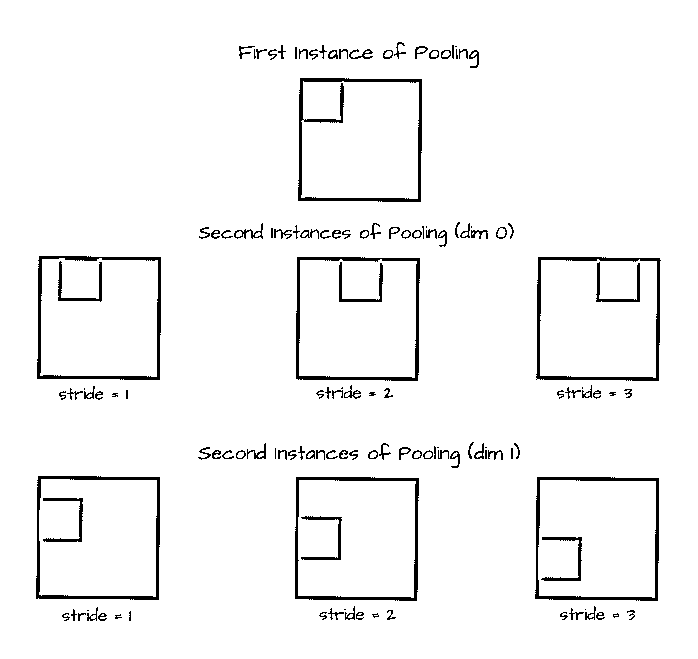 First Instance of Pooling
Second Instances of Pooling (dim 0)
stride = 1
stride = 2
stride = 3
Second Instances of Pooling (dim 1)
stride = 1
stride = 2
stride = 3